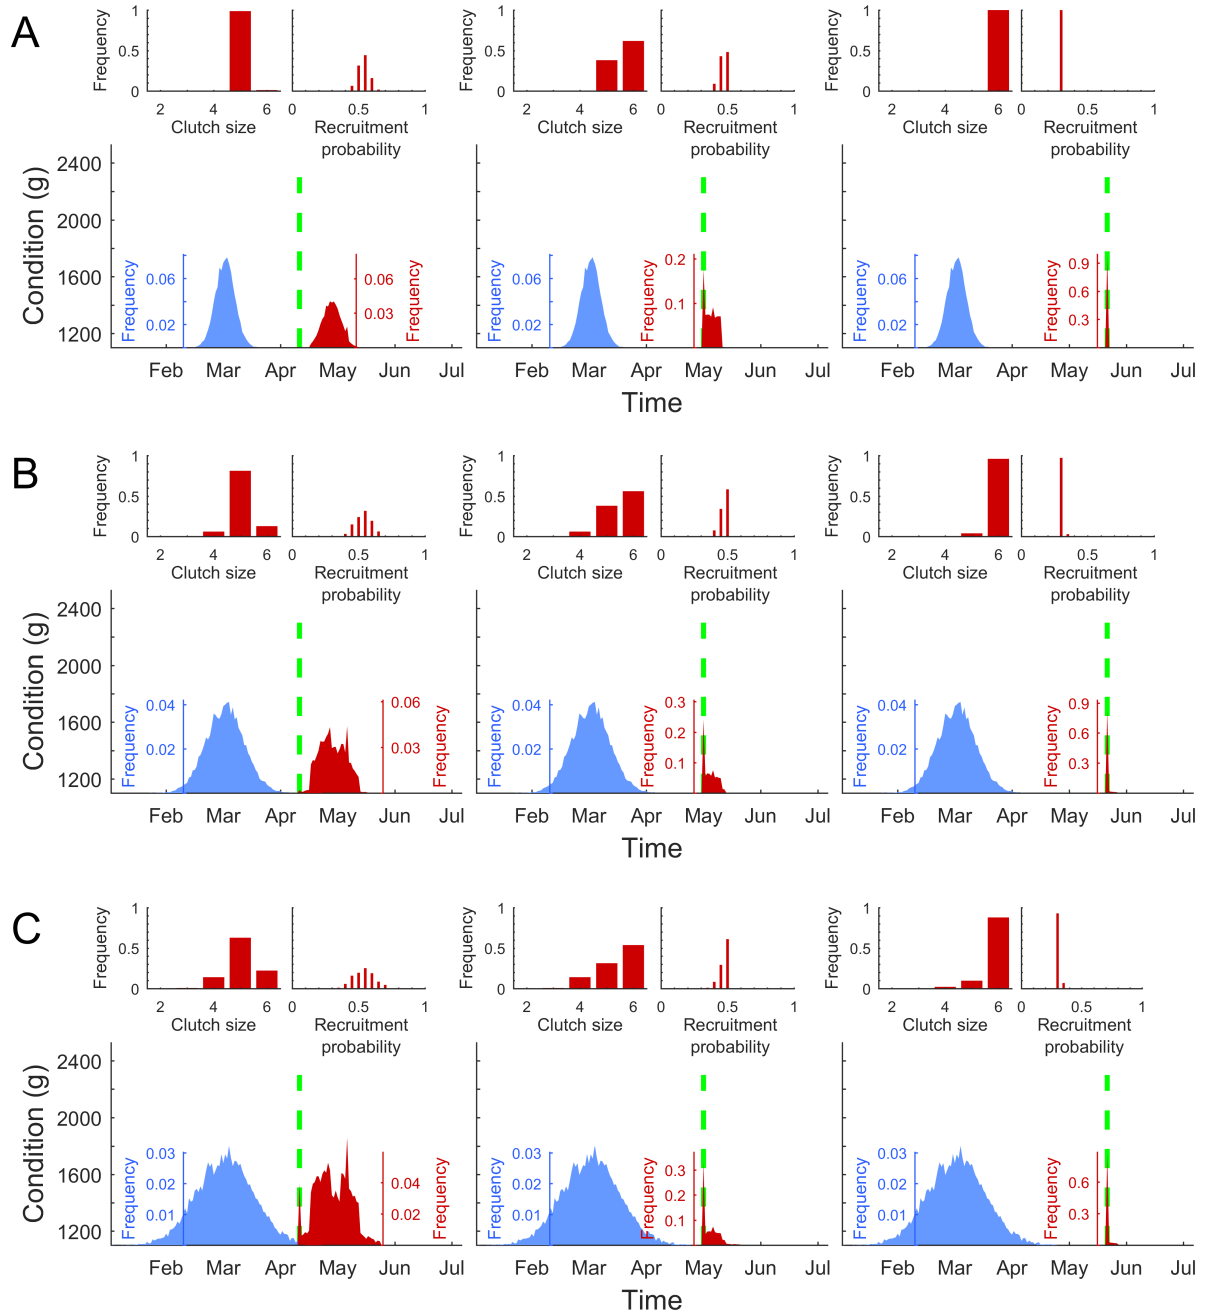 A
Frequency 1 0.5 0 2 4 6 0 0.5 1 1 0.5 0 2 4 6 0 0.5 1 Frequency 1 0.5 0 2 4 6 0 0.5 1
Clutch size Recruitment probability Clutch size Recruitment probability Clutch size Recruitment probability
Condition (g) 2400 2000 1600 1200
Frequency 0.06 0.02 0.06 0.03 Frequency
Frequency 0.06 0.02 Frequency 0.2 0.1
Frequency 0.06 0.02 Frequency 0.9 0.6 0.3
Feb Mar Apr May Jun Jul Feb Mar Apr May Jun Jul Feb Mar Apr May Jun Jul
Time
B
Frequency 1 0.5 0 2 4 6 0 0.5 1 1 0.5 0 2 4 6 0 0.5 1 Frequency 1 0.5 0 2 4 6 0 0.5 1
Clutch size Recruitment probability Clutch size Recruitment probability Clutch size Recruitment probability
Condition (g) 2400 2000 1600 1200
Frequency 0.04 0.02 0.06 0.03 Frequency
Frequency 0.04 0.02 Frequency 0.3 0.2 0.1
Frequency 0.04 0.02 Frequency 0.9 0.6 0.3
Feb Mar Apr May Jun Jul Feb Mar Apr May Jun Jul Feb Mar Apr May Jun Jul
Time
C
Frequency 1 0.5 0 2 4 6 0 0.5 1 Frequency 1 0.5 0 2 4 6 0 0.5 1 Frequency 1 0.5 0 2 4 6 0 0.5 1
Clutch size Recruitment probability Clutch size Recruitment probability Clutch size Recruitment probability
Condition (g) 2400 2000 1600 1200
Frequency 0.03 0.02 0.01 0.04 0.02 Frequency
Frequency 0.03 0.02 0.01 Frequency 0.3 0.2 0.1
Frequency 0.03 0.02 0.01 Frequency 0.6 0.3
Feb Mar Apr May Jun Jul Feb Mar Apr May Jun Jul Feb Mar Apr May Jun Jul
Time